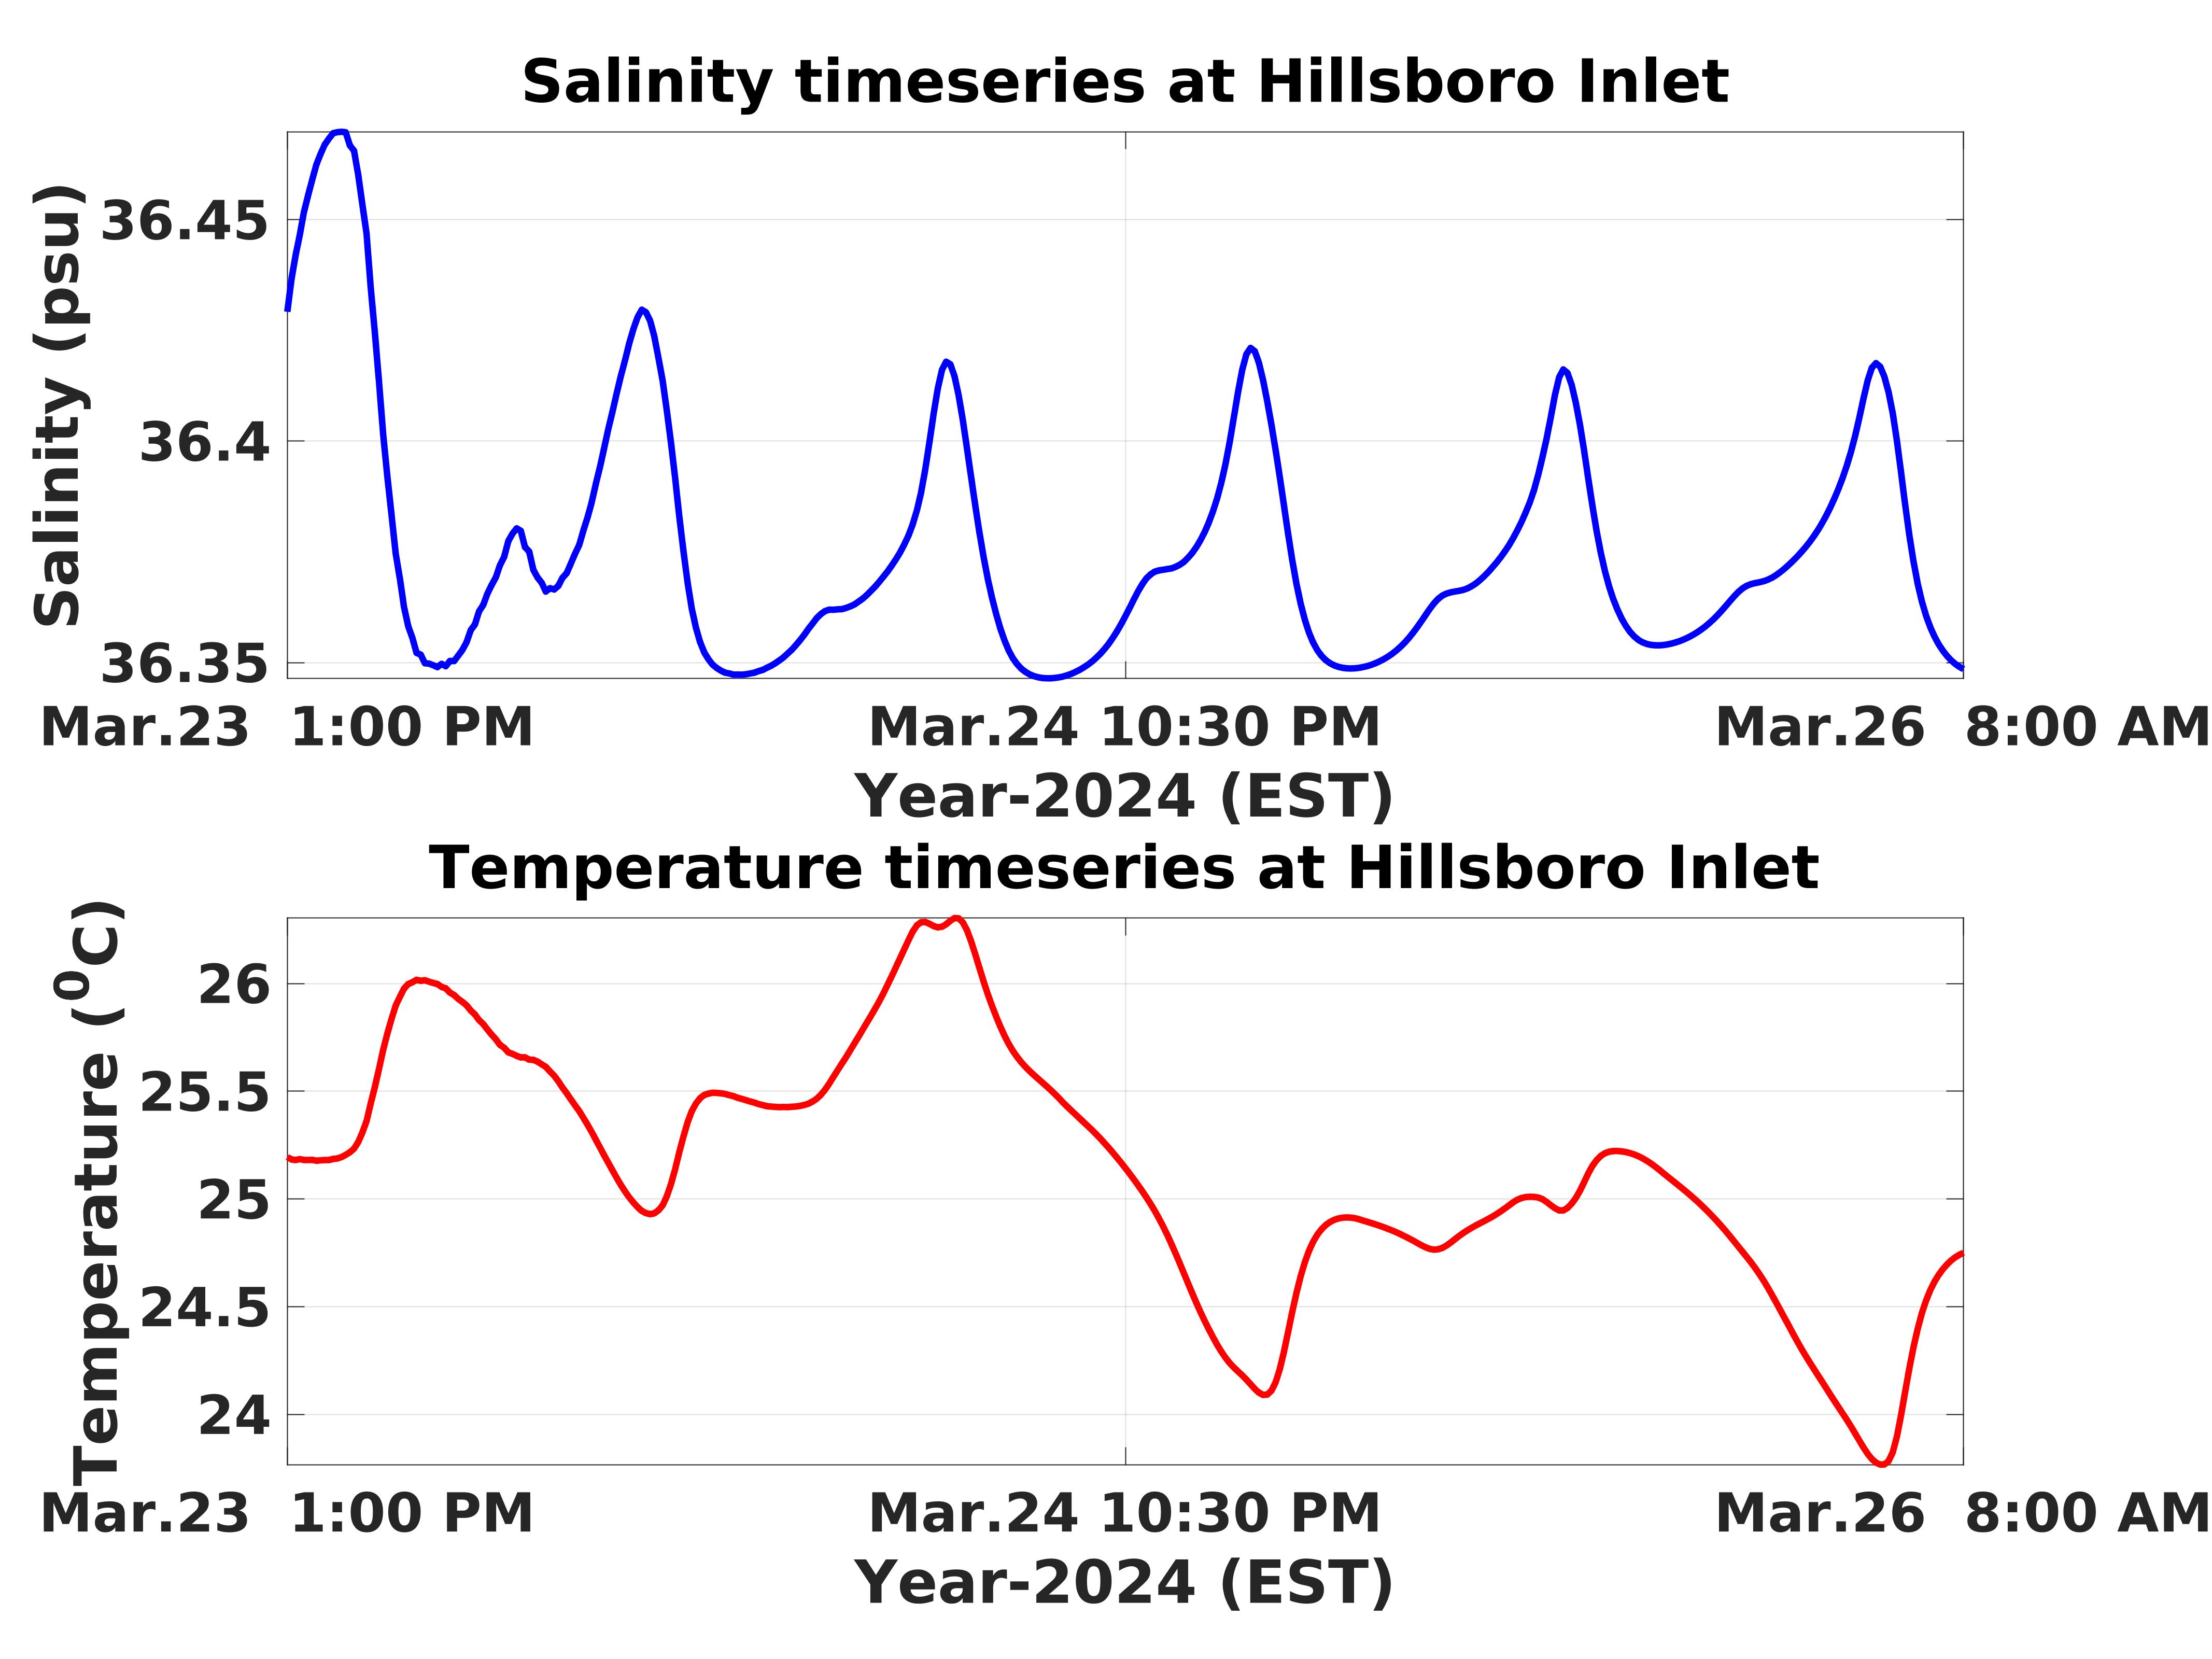 Salinity timeseries at Hillsboro Inlet
Salinity (psu)
36.45
36.4
36.35
Mar.23 1:00 PM Mar.24 10:30 PM Mar.26 8:00 AM
Year-2024 (EST)
Temperature timeseries at Hillsboro Inlet
Temperature (⁰C)
26
25.5
25
24.5
24
Mar.23 1:00 PM Mar.24 10:30 PM Mar.26 8:00 AM
Year-2024 (EST)